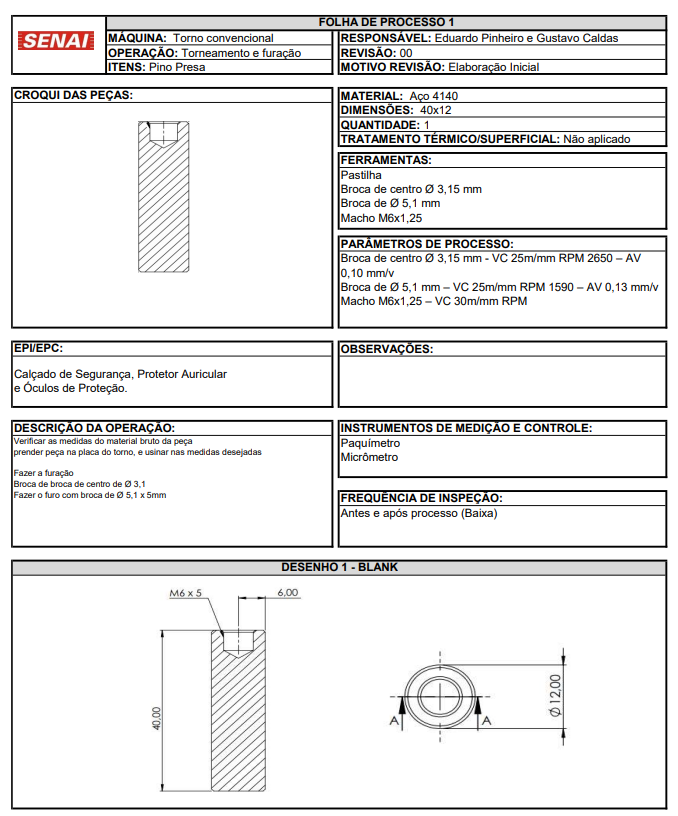 FOLHA DE PROCESSO 1
SENAI
MÁQUINA: Torno convencional
OPERAÇÃO: Torneamento e furação
ITENS: Pino Presa
RESPONSÁVEL: Eduardo Pinheiro e Gustavo Caldas
REVISÃO: 00
MOTIVO REVISÃO: Elaboração Inicial
CROQUI DAS PEÇAS:
MATERIAL: Aço 4140
DIMENSÕES: 40x12
QUANTIDADE: 1
TRATAMENTO TÉRMICO/SUPERFICIAL: Não aplicado
FERRAMENTAS:
Pastilha
Broca de centro Ø 3,15 mm
Broca de Ø 5,1 mm
Macho M6x1,25
PARÂMETROS DE PROCESSO:
Broca de centro Ø 3,15 mm - VC 25m/mm RPM 2650 – AV
0,10 mm/v
Broca de Ø 5,1 mm – VC 25m/mm RPM 1590 – AV 0,13 mm/v
Macho M6x1,25 – VC 30m/mm RPM
EPI/EPC:
Calçado de Segurança, Protetor Auricular
e Óculos de Proteção.
OBSERVAÇÕES:
DESCRIÇÃO DA OPERAÇÃO:
Verificar as medidas do material bruto da peça
prender peça na placa do torno, e usinar nas medidas desejadas
Fazer a furação
Broca de broca de centro de Ø 3,1
Fazer o furo com broca de Ø 5,1 x 5mm
INSTRUMENTOS DE MEDIÇÃO E CONTROLE:
Paquímetro
Micrômetro
FREQUÊNCIA DE INSPEÇÃO:
Antes e após processo (Baixa)
DESENHO 1 - BLANK
M6 x 5
6,00
40,00
Ø 12,00
A
A